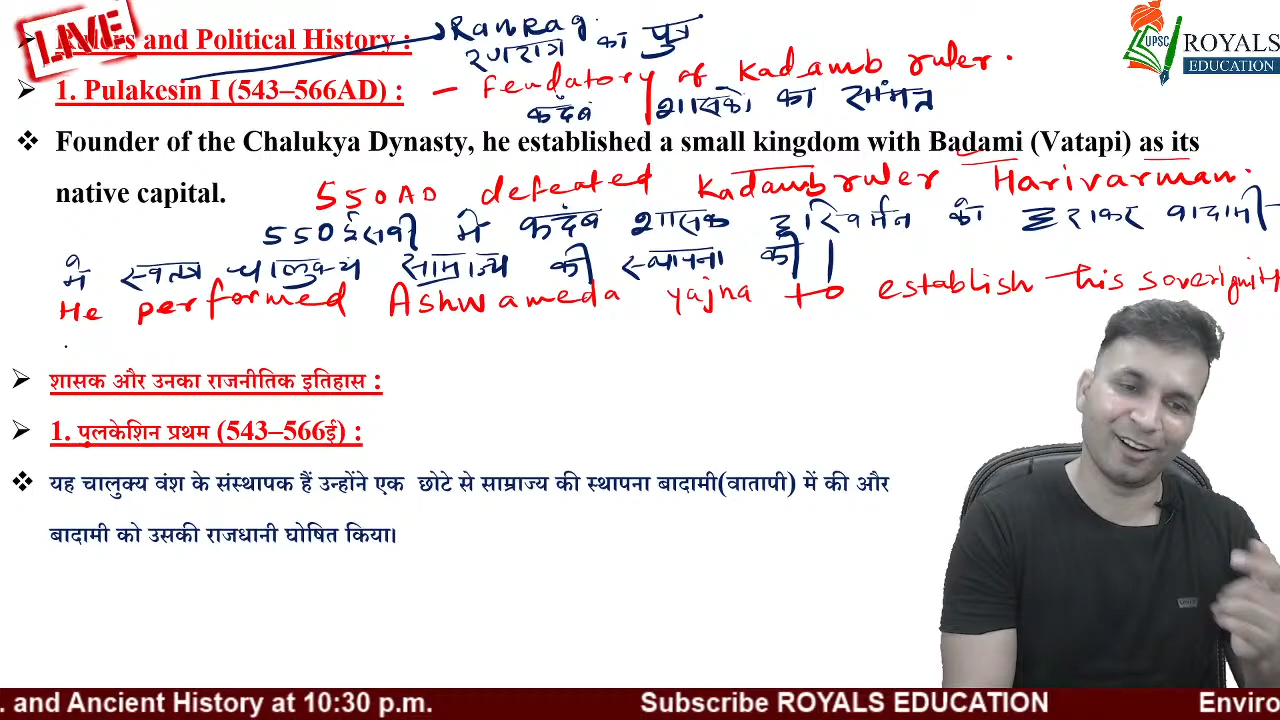 LIVE
Rulers and Political History :
Ranrag
रणराग का पुत्र
1. Pulakesin I (543–566AD) : – Feudatory of Kadamb ruler.
कदंब शासको का सांमत
Founder of the Chalukya Dynasty, he established a small kingdom with Badami (Vatapi) as its
native capital. 550AD defeated Kadamb ruler Harivarman.
550 ईसवी मे कदंब शासक हरिवर्मन को हराकर बादामी
मे स्वतत्र चालुक्य साम्राज्य की स्थापना की।
He performed Ashwameda yajna to establish his soverignity
शासक और उनका राजनीतिक इतिहास :
1. पुलकेशिन प्रथम (543–566ई) :
यह चालुक्य वंश के संस्थापक हैं उन्होंने एक छोटे से साम्राज्य की स्थापना बादामी(वातापी) में की और
बादामी को उसकी राजधानी घोषित किया।
UPSC ROYALS
EDUCATION
. and Ancient History at 10:30 p.m. Subscribe ROYALS EDUCATION Enviro